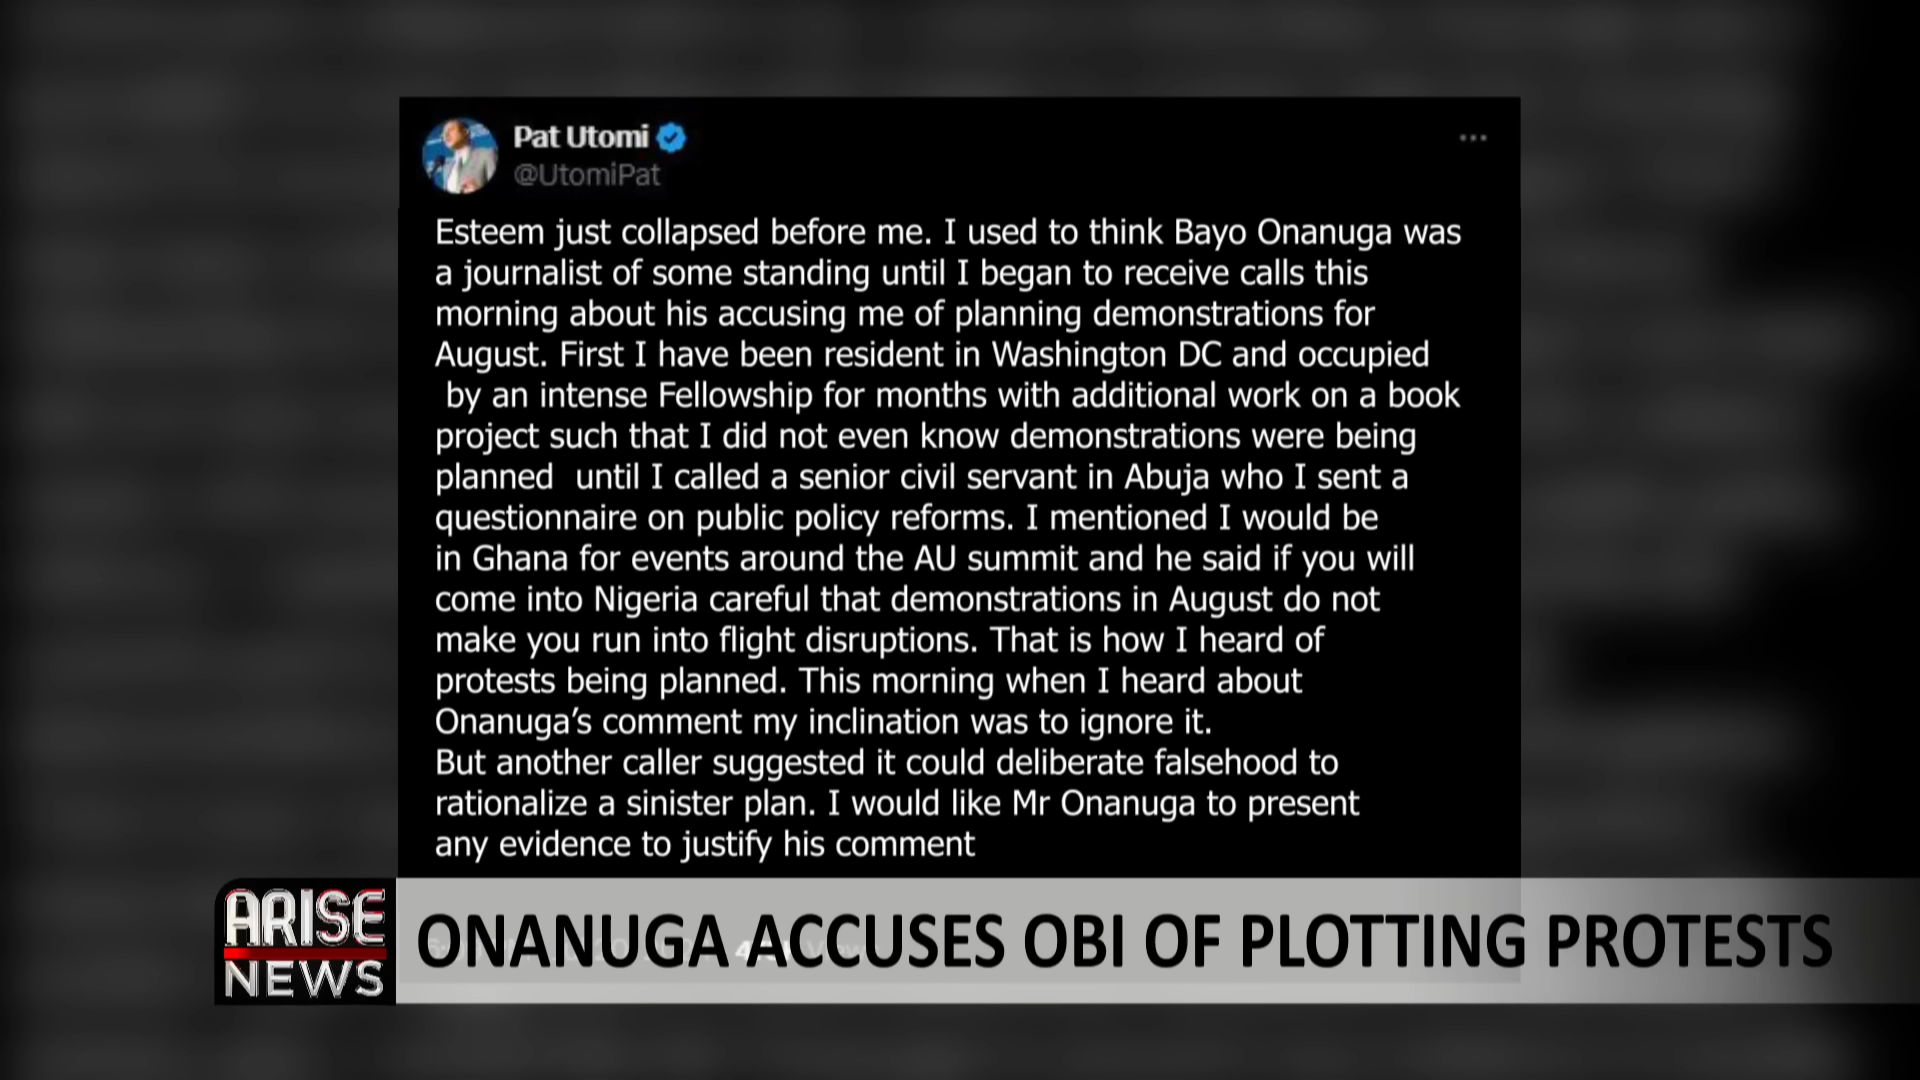 Pat Utomi
@UtomiPat
Esteem just collapsed before me. I used to think Bayo Onanuga was
a journalist of some standing until I began to receive calls this
morning about his accusing me of planning demonstrations for
August. First I have been resident in Washington DC and occupied
by an intense Fellowship for months with additional work on a book
project such that I did not even know demonstrations were being
planned  until I called a senior civil servant in Abuja who I sent a
questionnaire on public policy reforms. I mentioned I would be
in Ghana for events around the AU summit and he said if you will
come into Nigeria careful that demonstrations in August do not
make you run into flight disruptions. That is how I heard of
protests being planned. This morning when I heard about
Onanuga’s comment my inclination was to ignore it.
But another caller suggested it could deliberate falsehood to
rationalize a sinister plan. I would like Mr Onanuga to present
any evidence to justify his comment
ARISE
NEWS
ONANUGA ACCUSES OBI OF PLOTTING PROTESTS